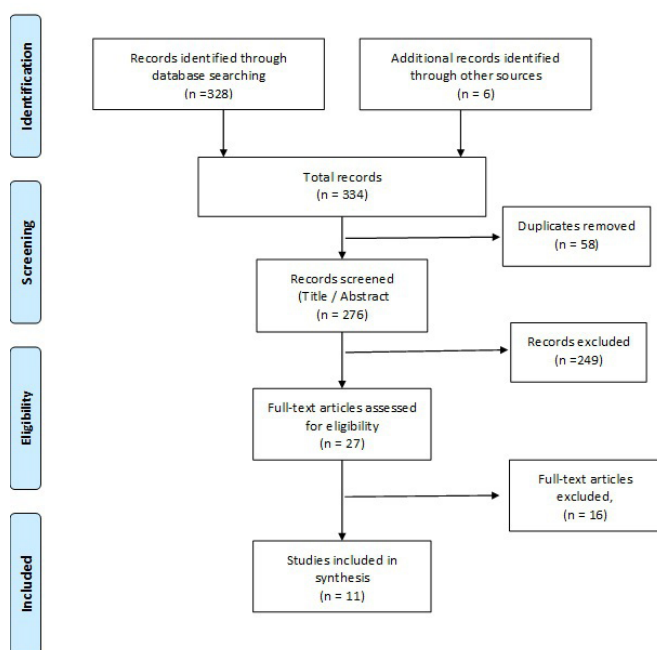 Identification
Records identified through
database searching
(n =328)
Additional records identified
through other sources
(n = 6)
Total records
(n = 334)
Screening
Duplicates removed
(n = 58)
Records screened
(Title / Abstract
(n = 276)
Records excluded
(n =249)
Eligibility
Full-text articles assessed
for eligibility
(n = 27)
Full-text articles
excluded,
(n = 16)
Included
Studies included in
synthesis
(n = 11)